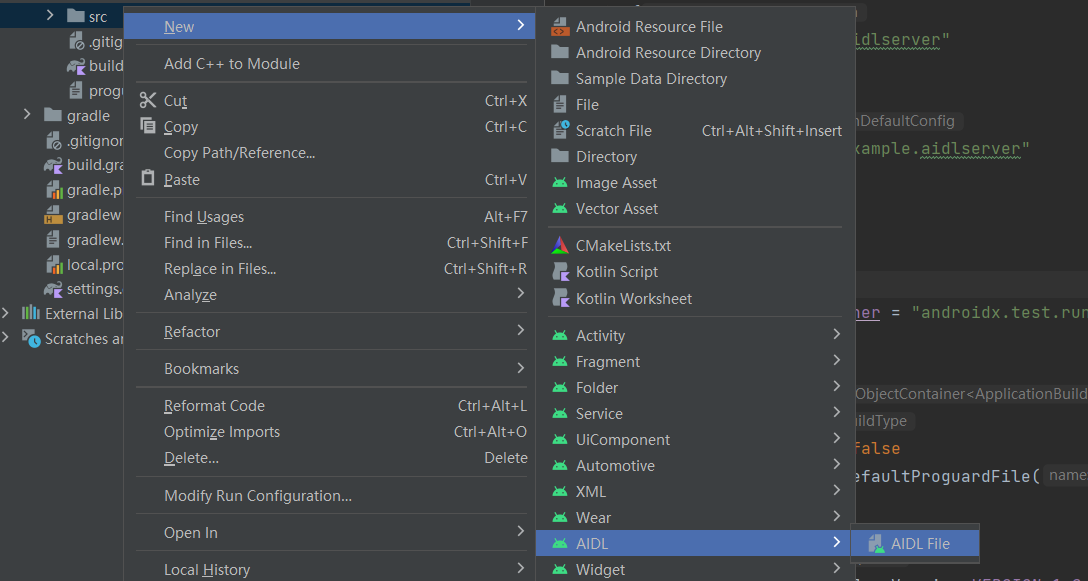 src
.gitig
build
progu
gradle
.gitignor
build.gra
gradle.p
gradlew
gradlew.
local.pro
settings.
External Lib
Scratches an
New
Add C++ to Module
Cut Ctrl+X
Copy Ctrl+C
Copy Path/Reference...
Paste Ctrl+V
Find Usages Alt+F7
Find in Files... Ctrl+Shift+F
Replace in Files... Ctrl+Shift+R
Analyze
Refactor
Bookmarks
Reformat Code Ctrl+Alt+L
Optimize Imports Ctrl+Alt+O
Delete... Delete
Modify Run Configuration...
Open In
Local History
Android Resource File
Android Resource Directory
Sample Data Directory
File
Scratch File Ctrl+Alt+Shift+Insert
Directory
Image Asset
Vector Asset
CMakeLists.txt
Kotlin Script
Kotlin Worksheet
Activity
Fragment
Folder
Service
UiComponent
Automotive
XML
Wear
AIDL
Widget
AIDL File
aidlserver"
nDefaultConfig
xample.aidlserver"
ner = "androidx.test.run
ObjectContainer<ApplicationBuild
uildType
false
efaultProguardFile( name: